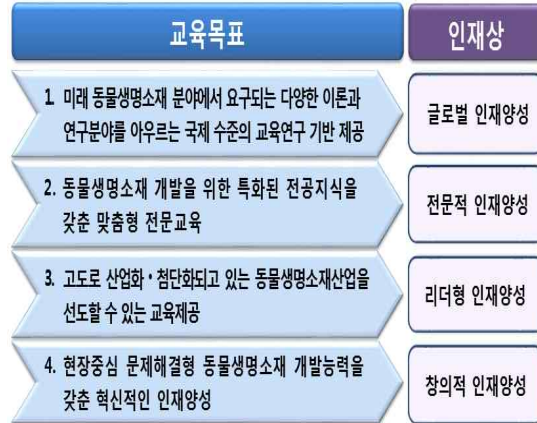 교육목표
인재상
1. 미래 동물생명소재 분야에서 요구되는 다양한 이론과
연구분야를 아우르는 국제 수준의 교육연구 기반 제공
글로벌 인재양성
2. 동물생명소재 개발을 위한 특화된 전공지식을
갖춘 맞춤형 전문교육
전문적 인재양성
3. 고도로 산업화·첨단화되고 있는 동물생명소재산업을
선도할 수 있는 교육제공
리더형 인재양성
4. 현장중심 문제해결형 동물생명소재 개발능력을
갖춘 혁신적인 인재양성
창의적 인재양성